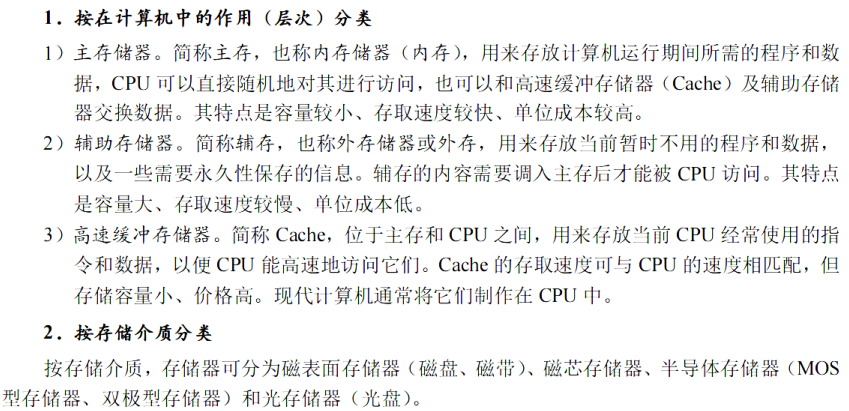 1．按在计算机中的作用（层次）分类
1）主存储器。简称主存，也称内存储器（内存），用来存放计算机运行期间所需的程序和数
据，CPU 可以直接随机地对其进行访问，也可以和高速缓冲存储器（Cache）及辅助存储
器交换数据。其特点是容量较小、存取速度较快、单位成本较高。
2）辅助存储器。简称辅存，也称外存储器或外存，用来存放当前暂时不用的程序和数据，
以及一些需要永久性保存的信息。辅存的内容需要调入主存后才能被 CPU 访问。其特点
是容量大、存取速度较慢、单位成本低。
3）高速缓冲存储器。简称 Cache，位于主存和 CPU 之间，用来存放当前 CPU 经常使用的指
令和数据，以便 CPU 能高速地访问它们。Cache 的存取速度可与 CPU 的速度相匹配，但
存储容量小、价格高。现代计算机通常将它们制作在 CPU 中。
2．按存储介质分类
按存储介质，存储器可分为磁表面存储器（磁盘、磁带）、磁芯存储器、半导体存储器（MOS
型存储器、双极型存储器）和光存储器（光盘）。